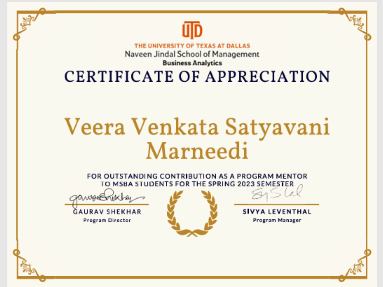 UTD
THE UNIVERSITY OF TEXAS AT DALLAS
Naveen Jindal School of Management
Business Analytics
CERTIFICATE OF APPRECIATION
Veera Venkata Satyavani
Marneedi
FOR OUTSTANDING CONTRIBUTION AS A PROGRAM MENTOR
TO MSBA STUDENTS FOR THE SPRING 2023 SEMESTER
GAURAV SHEKHAR
Program Director
SIVYA LEVENTHAL
Program Manager